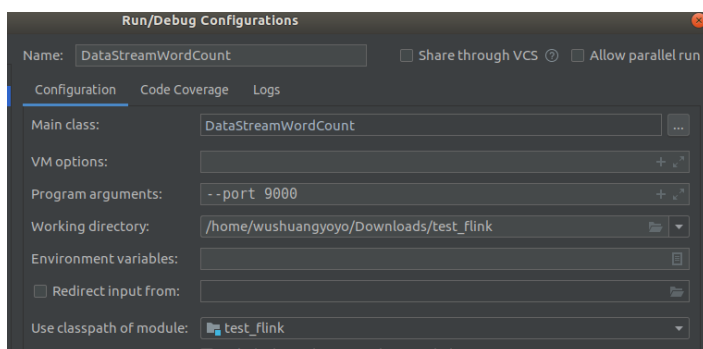 Run/Debug Configurations
Name: DataStreamWordCount Share through VCS Allow parallel run
Configuration Code Coverage Logs
Main class: DataStreamWordCount ...
VM options:
Program arguments: --port 9000
Working directory: /home/wushuangyoyo/Downloads/test_flink
Environment variables:
Redirect input from:
Use classpath of module: test_flink